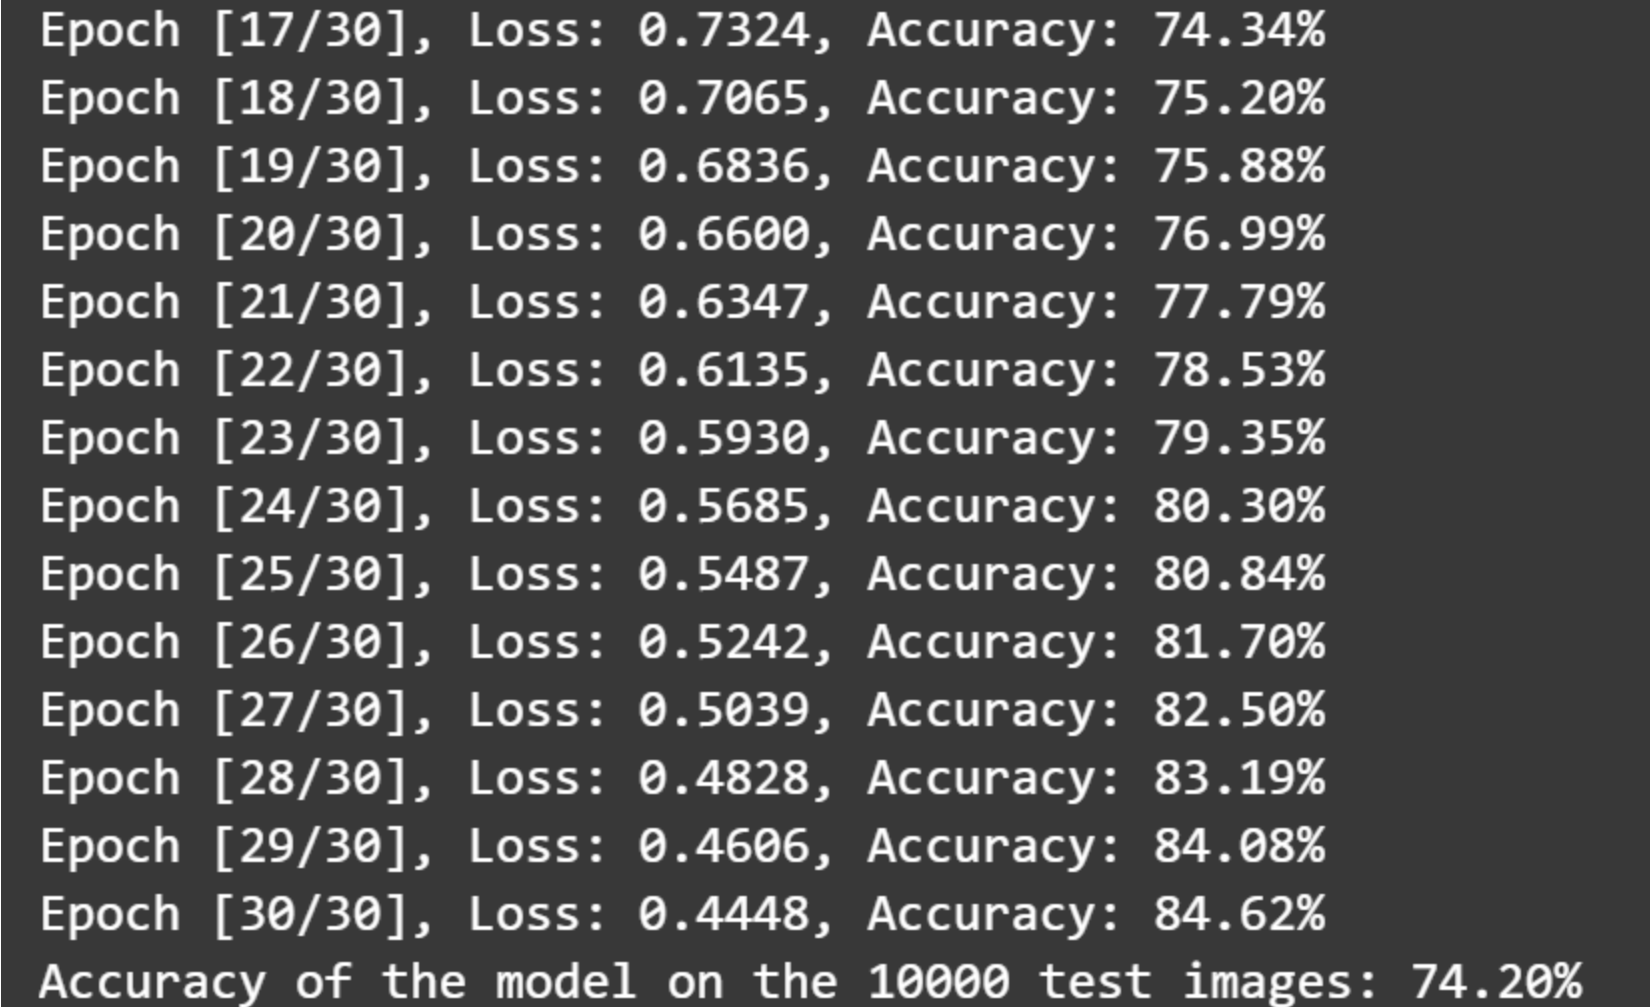 Epoch [17/30], Loss: 0.7324, Accuracy: 74.34%
Epoch [18/30], Loss: 0.7065, Accuracy: 75.20%
Epoch [19/30], Loss: 0.6836, Accuracy: 75.88%
Epoch [20/30], Loss: 0.6600, Accuracy: 76.99%
Epoch [21/30], Loss: 0.6347, Accuracy: 77.79%
Epoch [22/30], Loss: 0.6135, Accuracy: 78.53%
Epoch [23/30], Loss: 0.5930, Accuracy: 79.35%
Epoch [24/30], Loss: 0.5685, Accuracy: 80.30%
Epoch [25/30], Loss: 0.5487, Accuracy: 80.84%
Epoch [26/30], Loss: 0.5242, Accuracy: 81.70%
Epoch [27/30], Loss: 0.5039, Accuracy: 82.50%
Epoch [28/30], Loss: 0.4828, Accuracy: 83.19%
Epoch [29/30], Loss: 0.4606, Accuracy: 84.08%
Epoch [30/30], Loss: 0.4448, Accuracy: 84.62%
Accuracy of the model on the 10000 test images: 74.20%